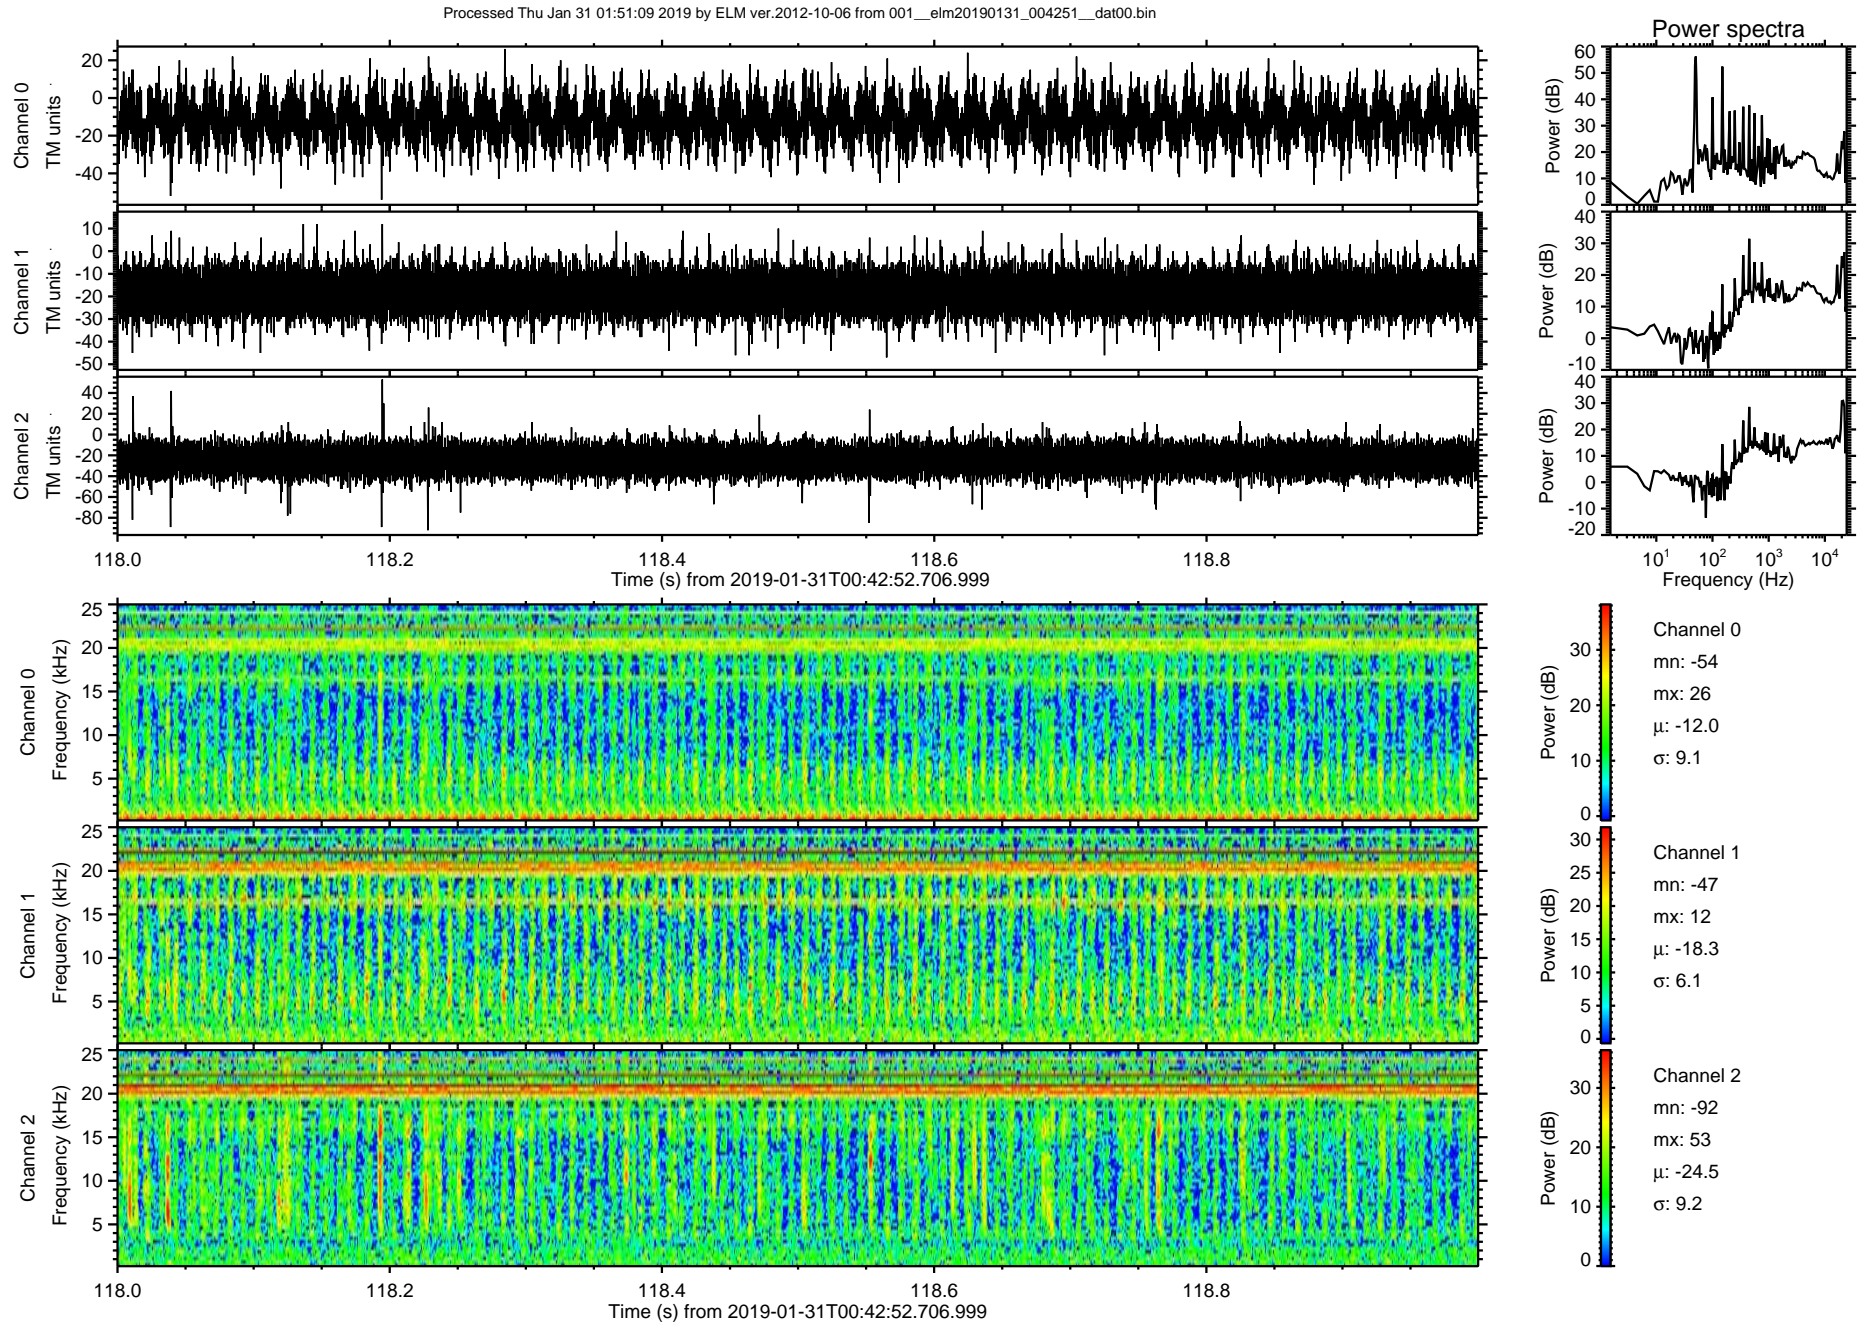 Processed Thu Jan 31 01:51:09 2019 by ELM ver.2012-10-06 from 001__elm20190131_004251__dat00.bin
Power spectra
Channel 0
TM units
20
0
-20
-40
Power (dB)
60
50
40
30
20
10
0
Channel 1
TM units
10
0
-10
-20
-30
-40
-50
Power (dB)
40
30
20
10
0
-10
Channel 2
TM units
40
20
0
-20
-40
-60
-80
Power (dB)
40
30
20
10
0
-10
-20
118.0 118.2 118.4 118.6 118.8
Time (s) from 2019-01-31T00:42:52.706.999
10^1 10^2 10^3 10^4
Frequency (Hz)
Channel 0
Frequency (kHz)
25
20
15
10
5
Power (dB)
30
20
10
0
Channel 0
mn: -54
mx: 26
μ: -12.0
σ: 9.1
Channel 1
Frequency (kHz)
25
20
15
10
5
Power (dB)
30
25
20
15
10
5
0
Channel 1
mn: -47
mx: 12
μ: -18.3
σ: 6.1
Channel 2
Frequency (kHz)
25
20
15
10
5
Power (dB)
30
20
10
0
Channel 2
mn: -92
mx: 53
μ: -24.5
σ: 9.2
118.0 118.2 118.4 118.6 118.8
Time (s) from 2019-01-31T00:42:52.706.999